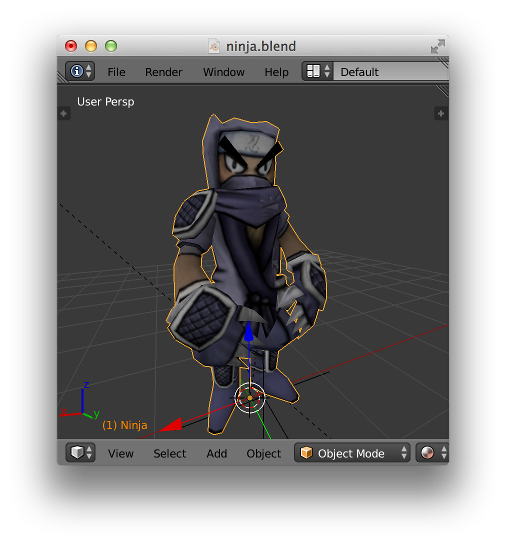 ninja.blend
File Render Window Help Default
User Persp
z
y
(1) Ninja
View Select Add Object Object Mode